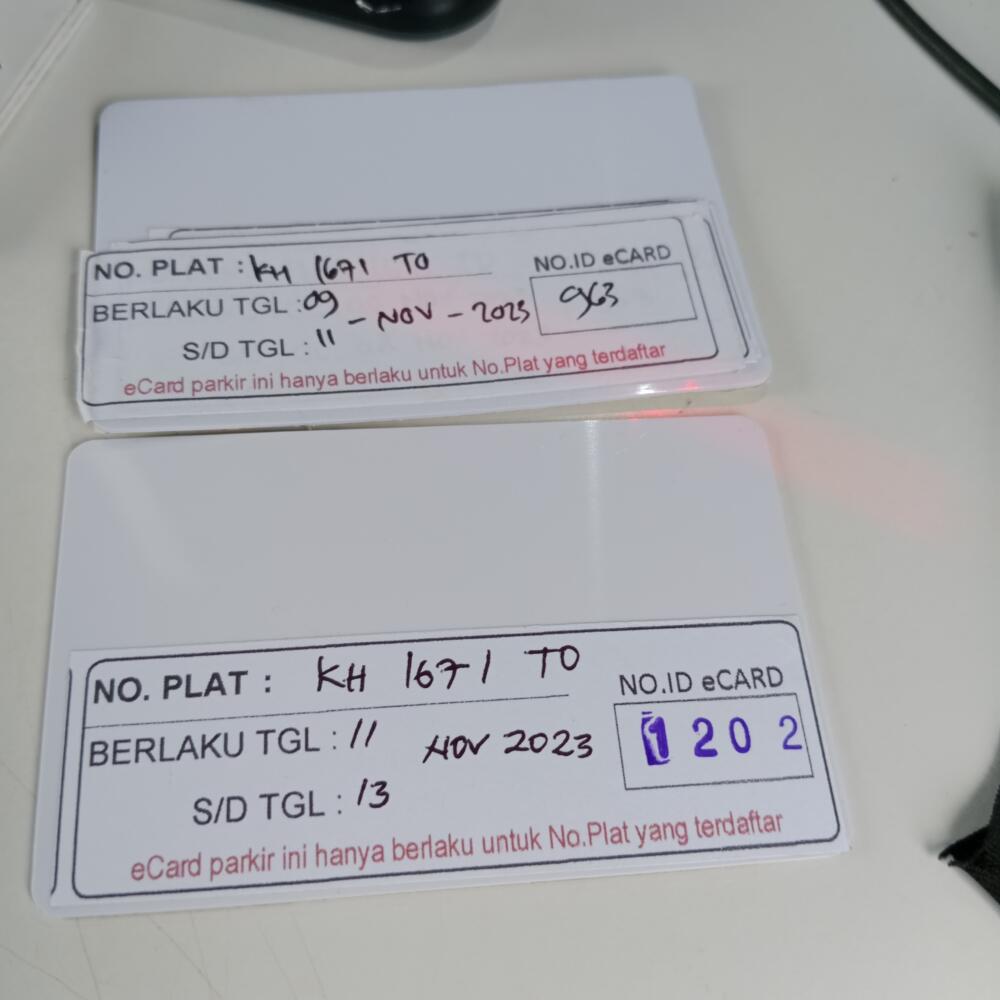 NO. PLAT : KH 1671 TO
NO.ID eCARD
BERLAKU TGL : 09
963
- NOV - 2023
S/D TGL : 11
eCard parkir ini hanya berlaku untuk No.Plat yang terdaftar
NO. PLAT : KH 1671 TO
NO.ID eCARD
BERLAKU TGL : 11 NOV 2023
1202
S/D TGL : 13
eCard parkir ini hanya berlaku untuk No.Plat yang terdaftar